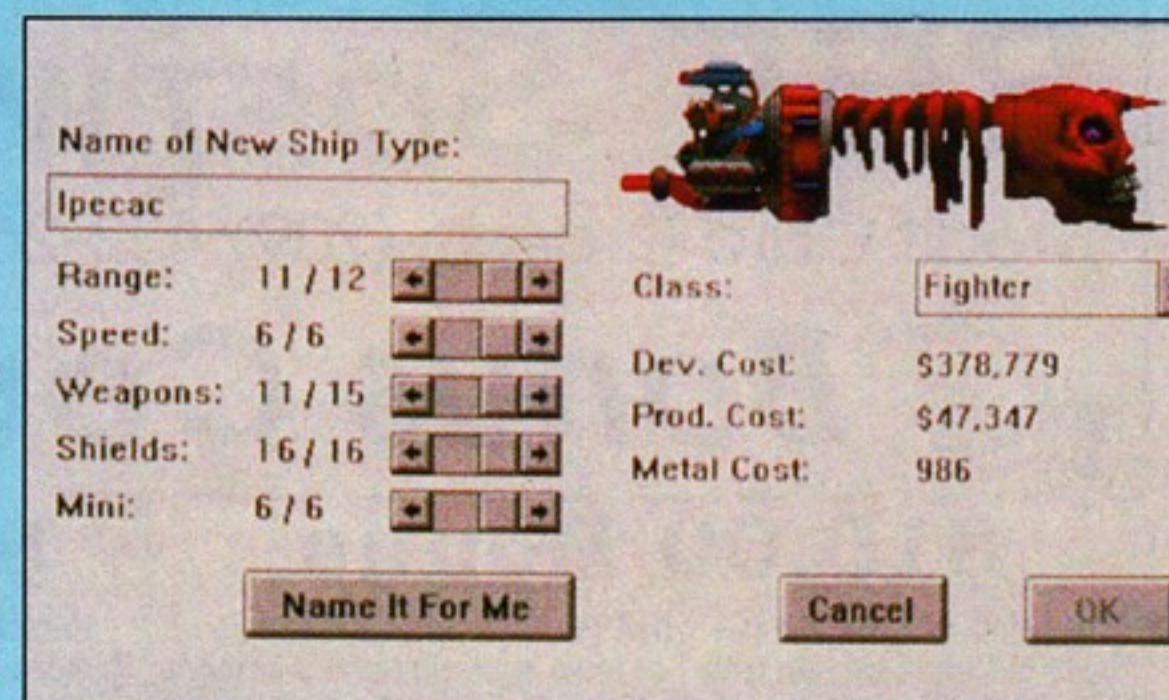 Name of New Ship Type:
Ipecac
Range: 11 / 12
Speed: 6 / 6
Weapons: 11 / 15
Shields: 16 / 16
Mini: 6 / 6
Name It For Me
Class: Fighter
Dev. Cost: $378,779
Prod. Cost: $47,347
Metal Cost: 986
Cancel
OK